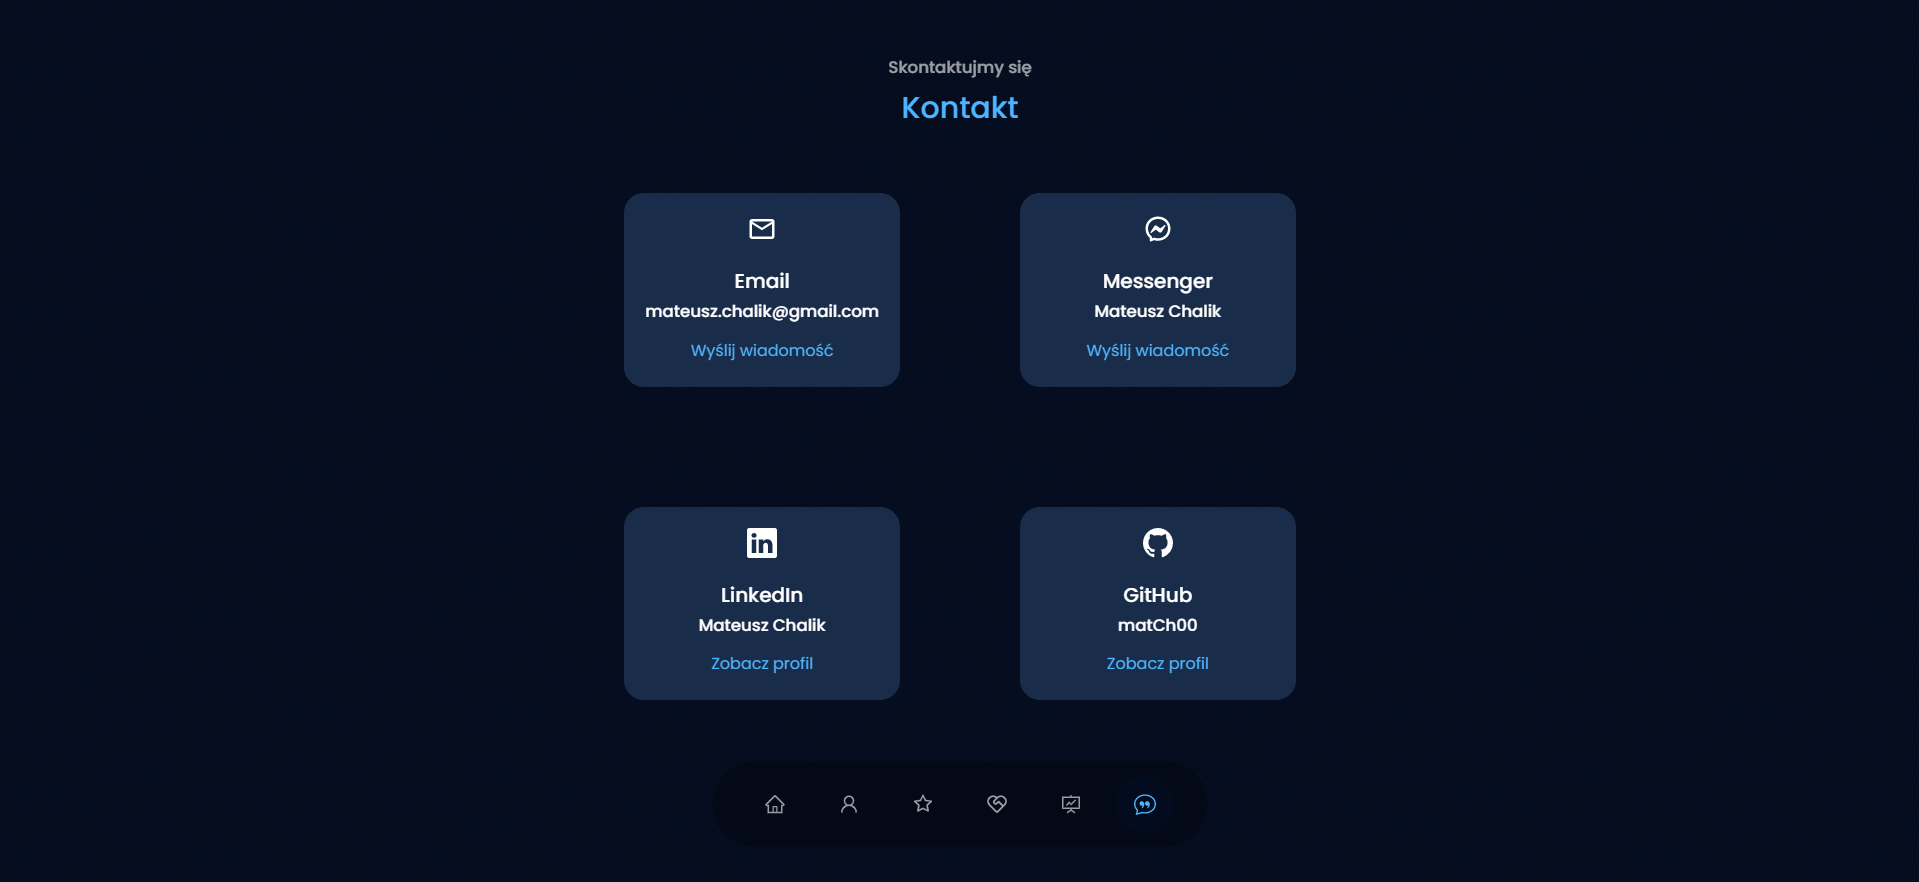 Skontaktujmy się
Kontakt
Email
mateusz.chalik@gmail.com
Wyślij wiadomość
Messenger
Mateusz Chalik
Wyślij wiadomość
LinkedIn
Mateusz Chalik
Zobacz profil
GitHub
matCh00
Zobacz profil